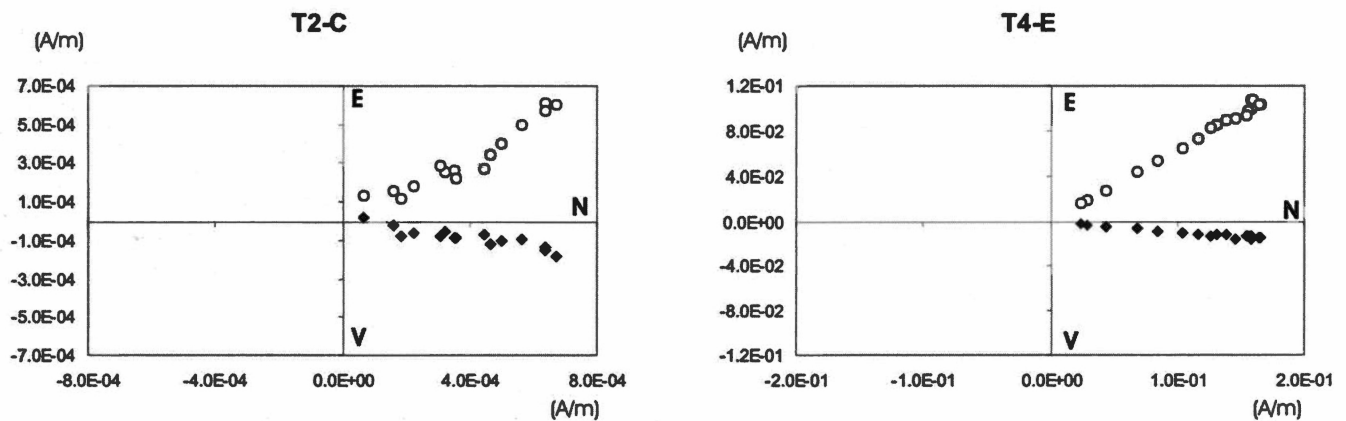 T2-C
(A/m)
7.0E-04
5.0E-04
3.0E-04
1.0E-04
-1.0E-04
-3.0E-04
-5.0E-04
-7.0E-04
E
N
V
-8.0E-04 -4.0E-04 0.0E+00 4.0E-04 8.0E-04
(A/m)
T4-E
(A/m)
1.2E-01
8.0E-02
4.0E-02
0.0E+00
-4.0E-02
-8.0E-02
-1.2E-01
E
N
V
-2.0E-01 -1.0E-01 0.0E+00 1.0E-01 2.0E-01
(A/m)